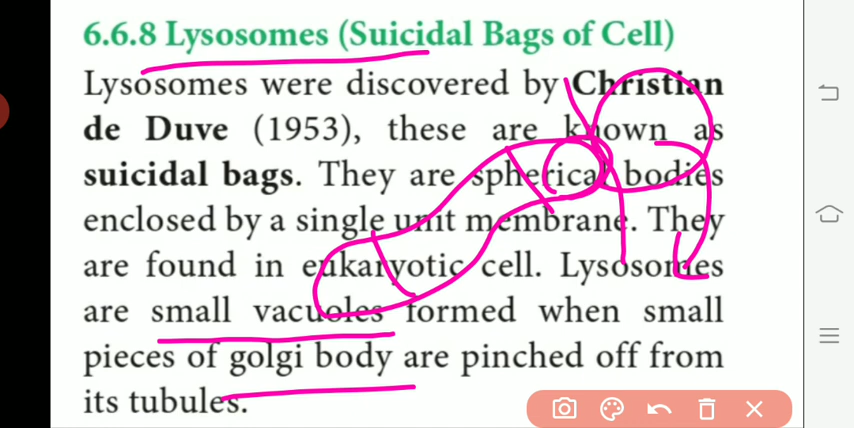 6.6.8 Lysosomes (Suicidal Bags of Cell)
Lysosomes were discovered by Christian
de Duve (1953), these are known as
suicidal bags. They are spherical bodies
enclosed by a single unit membrane. They
are found in eukaryotic cell. Lysosomes
are small vacuoles formed when small
pieces of golgi body are pinched off from
its tubules.